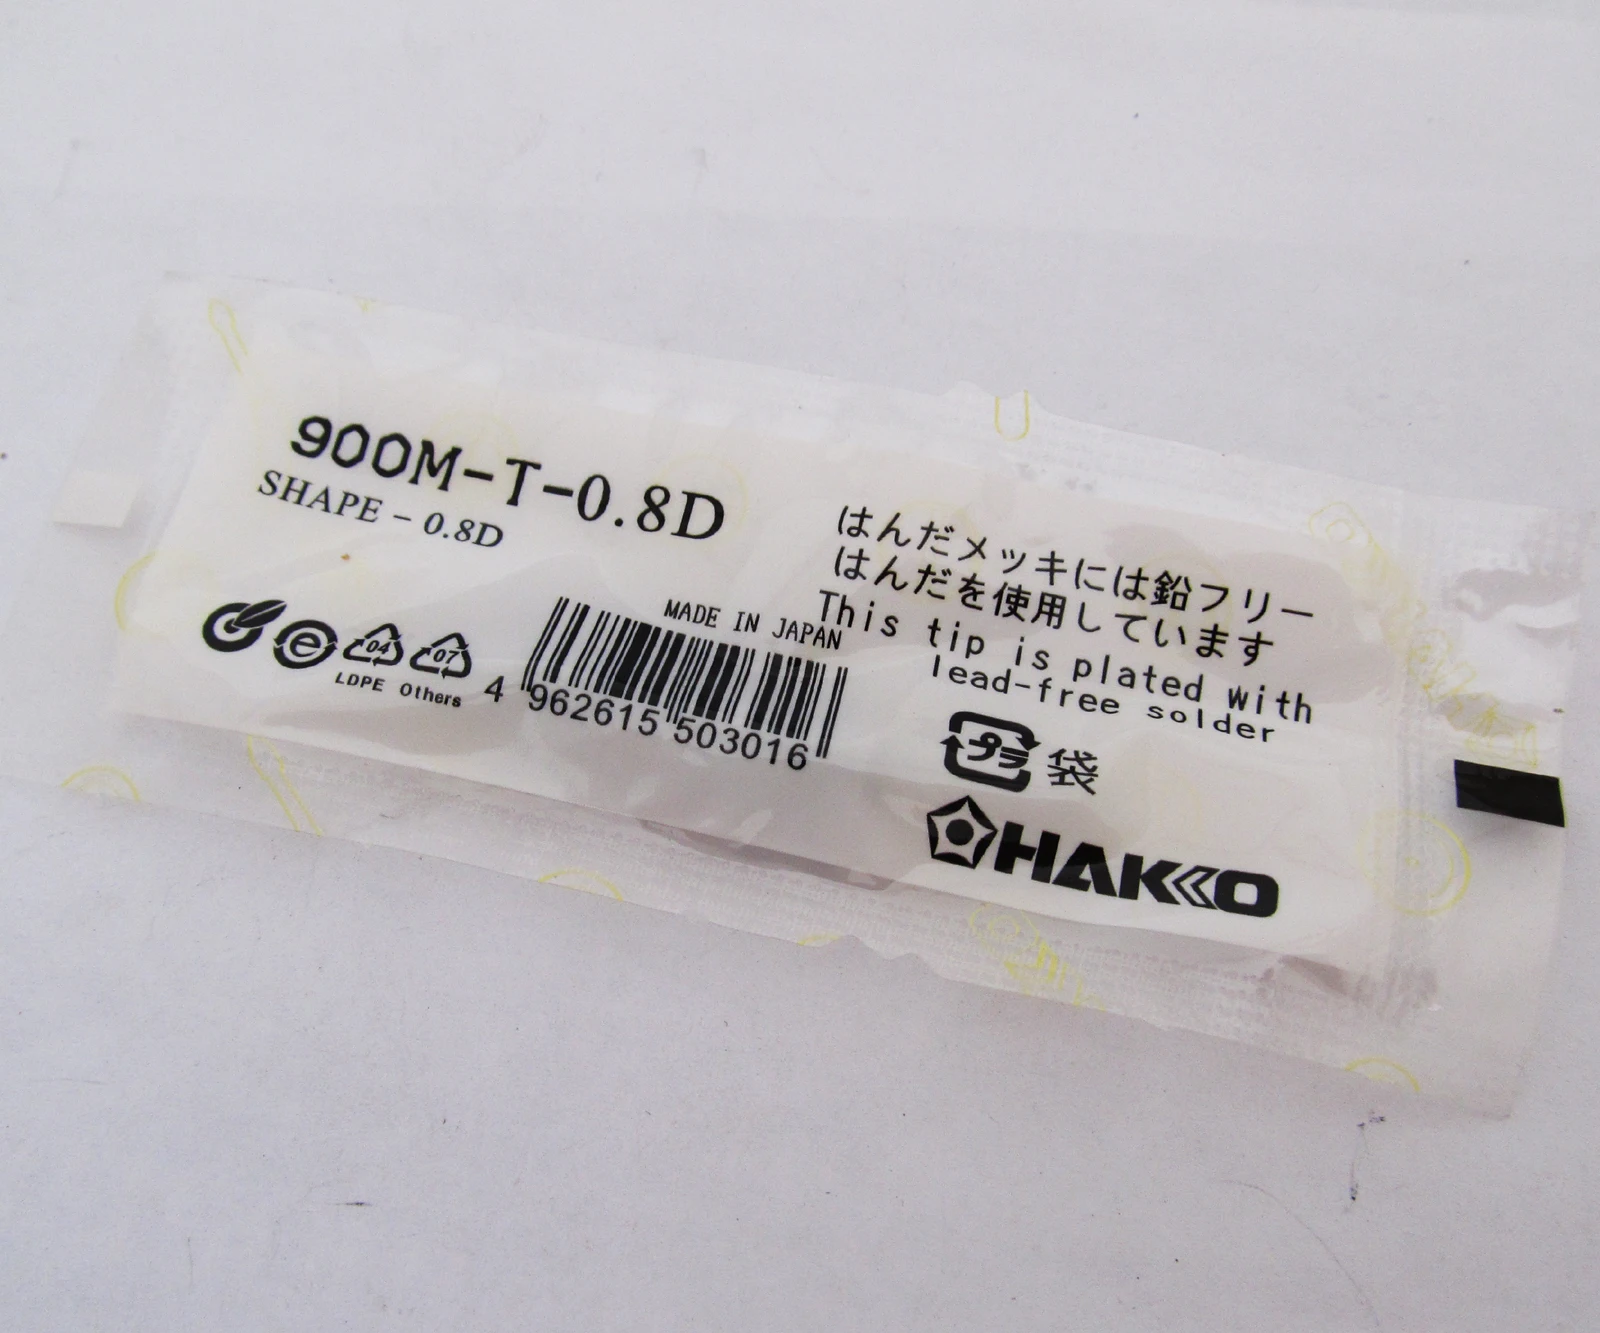 900M-T-0.8D
SHAPE - 0.8D
MADE IN JAPAN
e
04
07
LDPE Others
4 962615 503016
はんだメッキには鉛フリー
はんだを使用しています
This tip is plated with
lead-free solder
プラ 袋
HAKKO